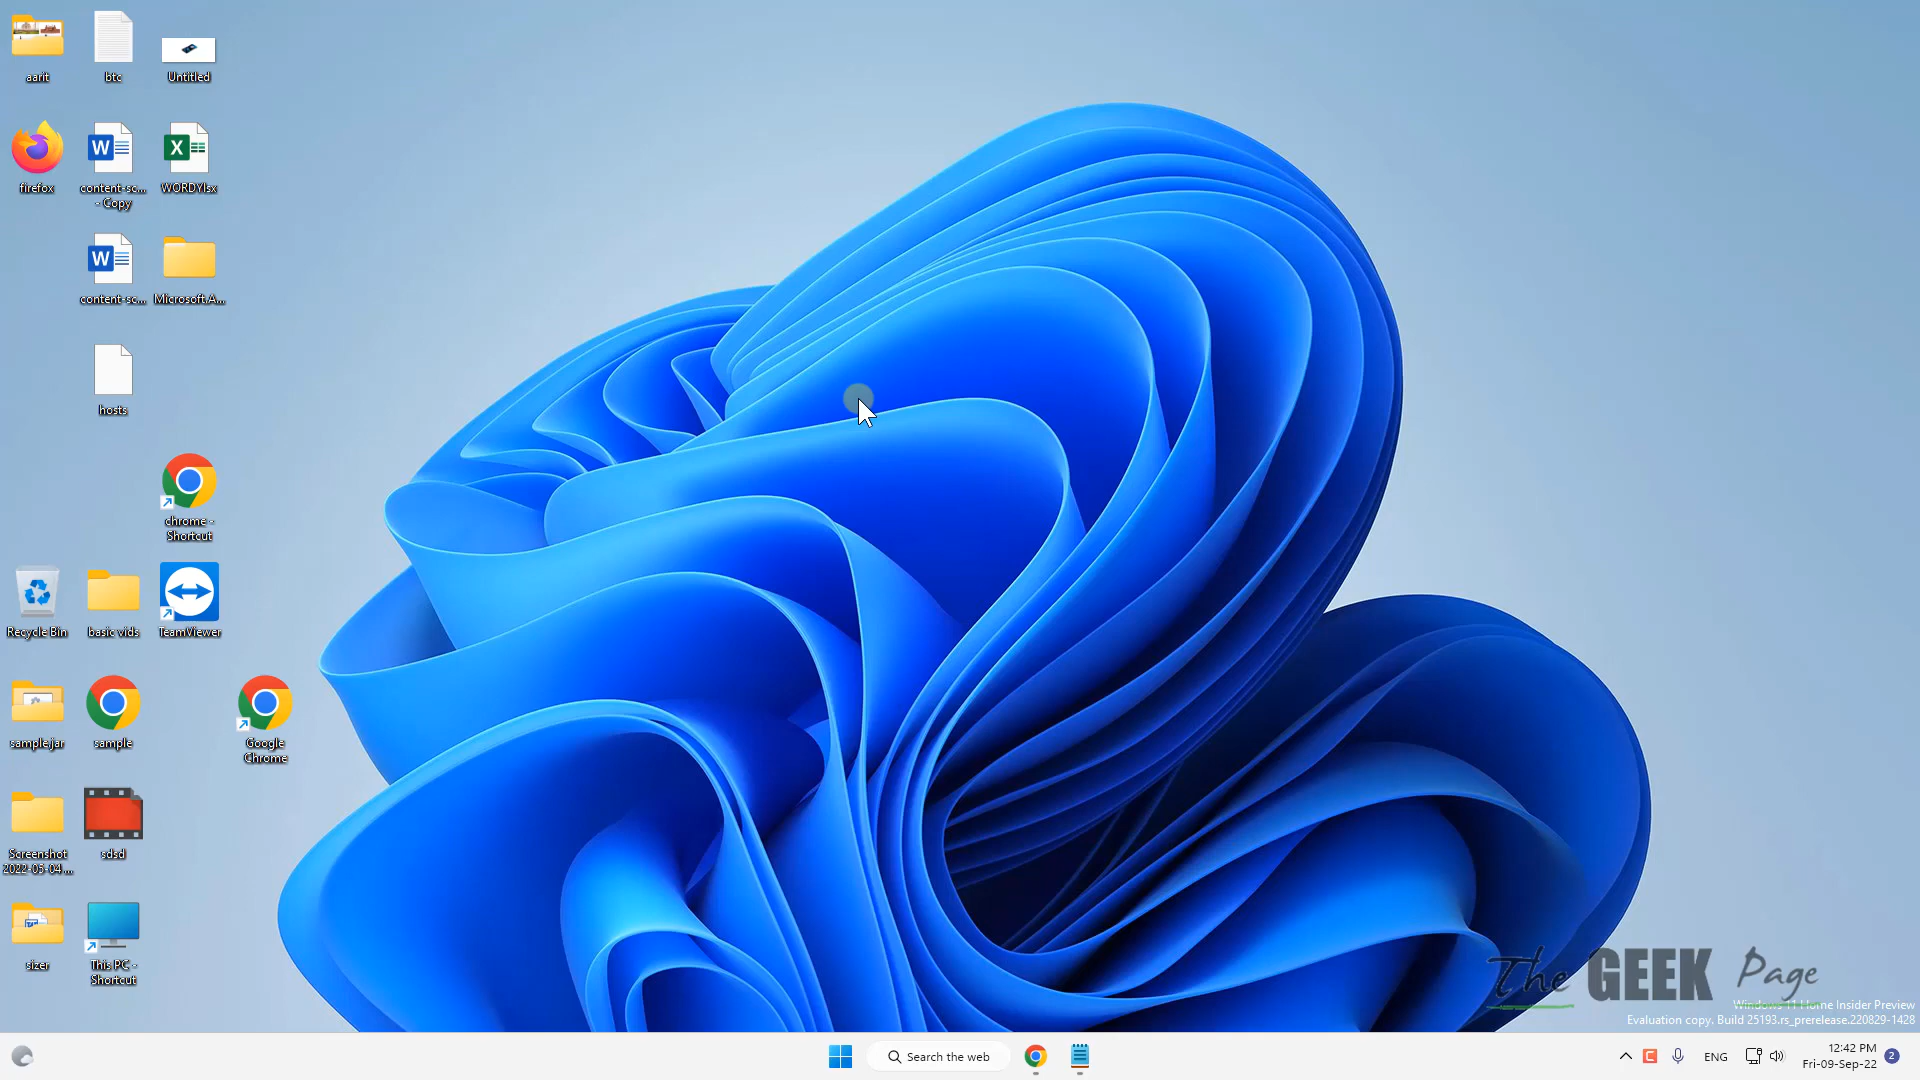 aarit
btc
Untitled
firefox
content-sc...
- Copy
WORDYlsx
content-sc...
Microsoft.A...
hosts
chrome -
Shortcut
Recycle Bin
basic vids
TeamViewer
sample.jar
sample
Google
Chrome
Screenshot
2022-05-04...
sdsd
sizer
This PC -
Shortcut
The GEEK Page
Windows 11 Home Insider Preview
Evaluation copy. Build 25193.rs_prerelease.220829-1428
Search the web
ENG
12:42 PM
Fri-09-Sep-22
2